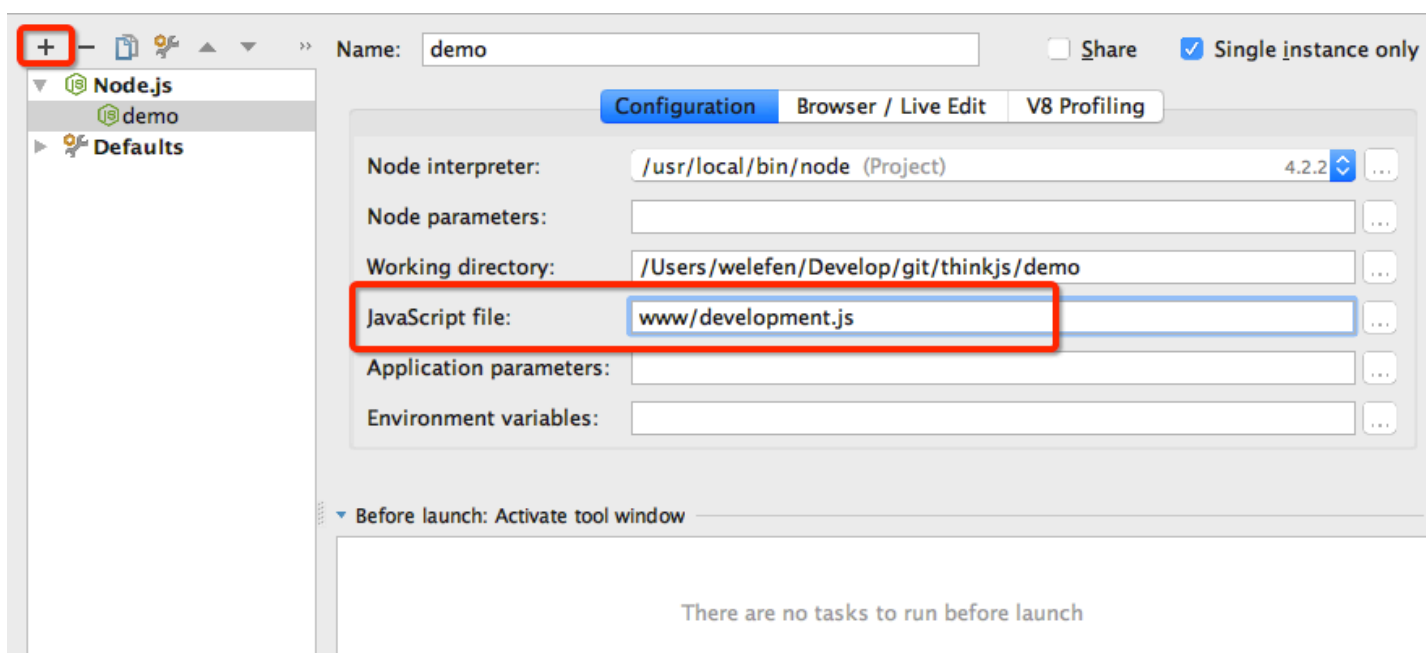 Name: demo Share Single instance only
Node.js
demo
Defaults
Configuration Browser / Live Edit V8 Profiling
Node interpreter: /usr/local/bin/node (Project) 4.2.2 ...
Node parameters: ...
Working directory: /Users/welefen/Develop/git/thinkjs/demo ...
JavaScript file: www/development.js ...
Application parameters: ...
Environment variables: ...
Before launch: Activate tool window
There are no tasks to run before launch